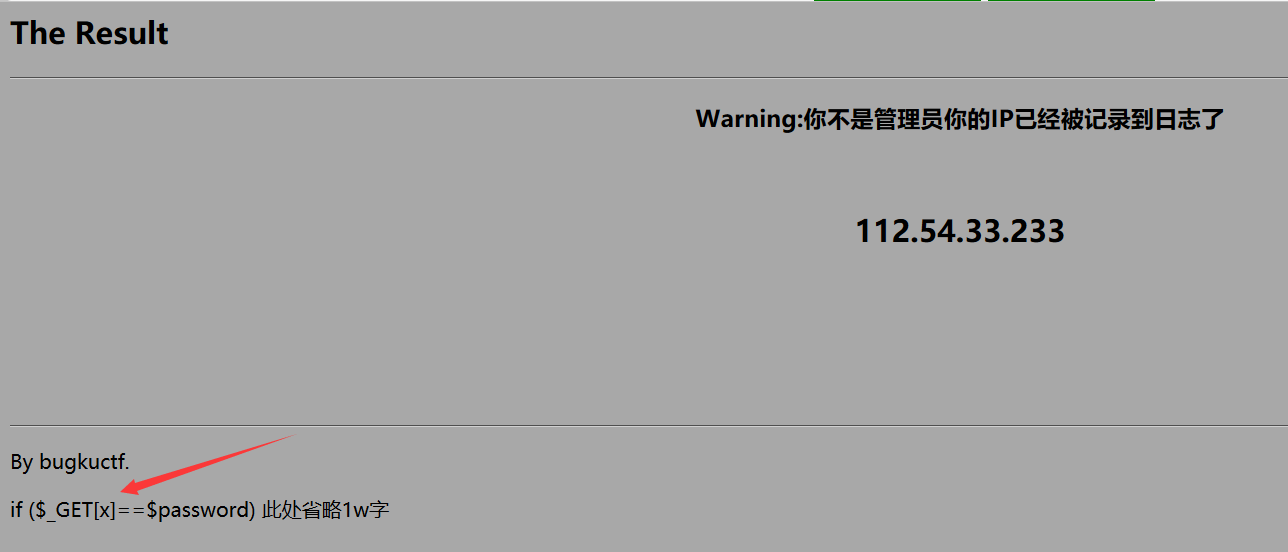 The Result
Warning:你不是管理员你的IP已经被记录到日志了
112.54.33.233
By bugkuctf.
if ($_GET[x]==$password) 此处省略1w字